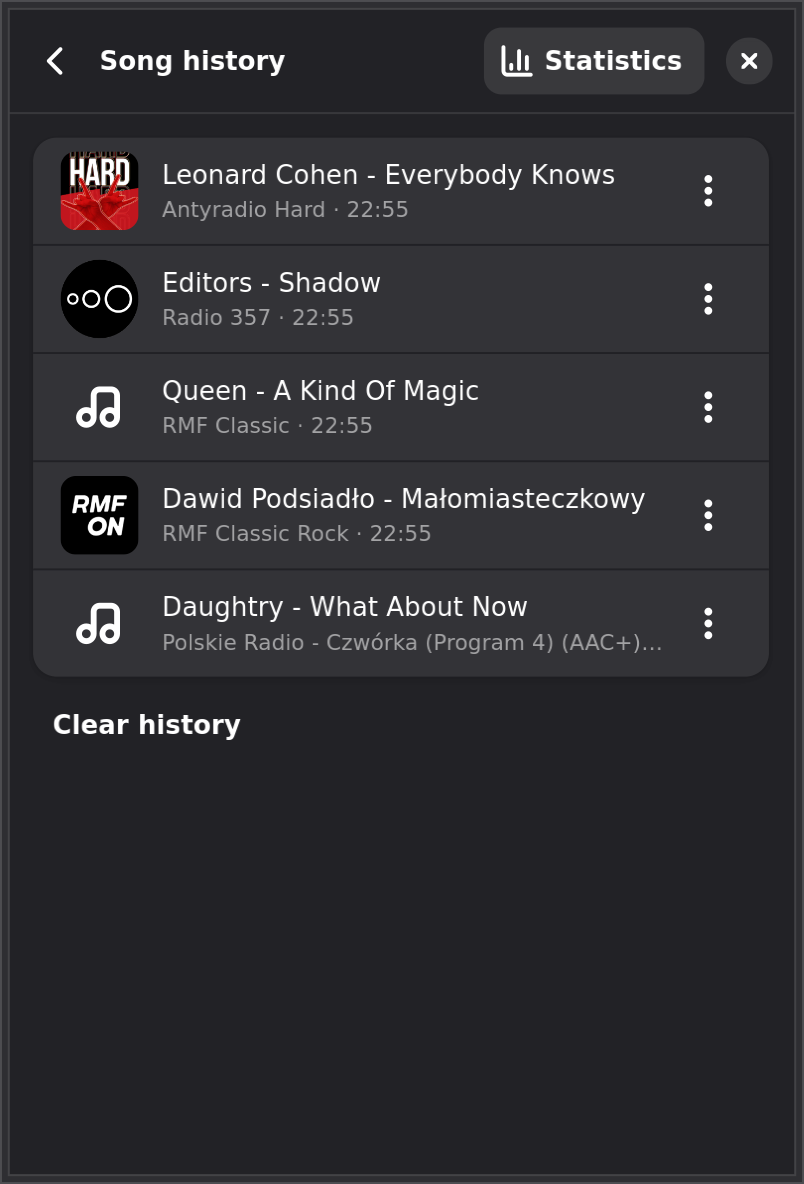 Song history
Statistics
HARD
Leonard Cohen - Everybody Knows
Antyradio Hard · 22:55
Editors - Shadow
Radio 357 · 22:55
Queen - A Kind Of Magic
RMF Classic · 22:55
RMF
ON
Dawid Podsiadło - Małomiasteczkowy
RMF Classic Rock · 22:55
Daughtry - What About Now
Polskie Radio - Czwórka (Program 4) (AAC+)...
Clear history